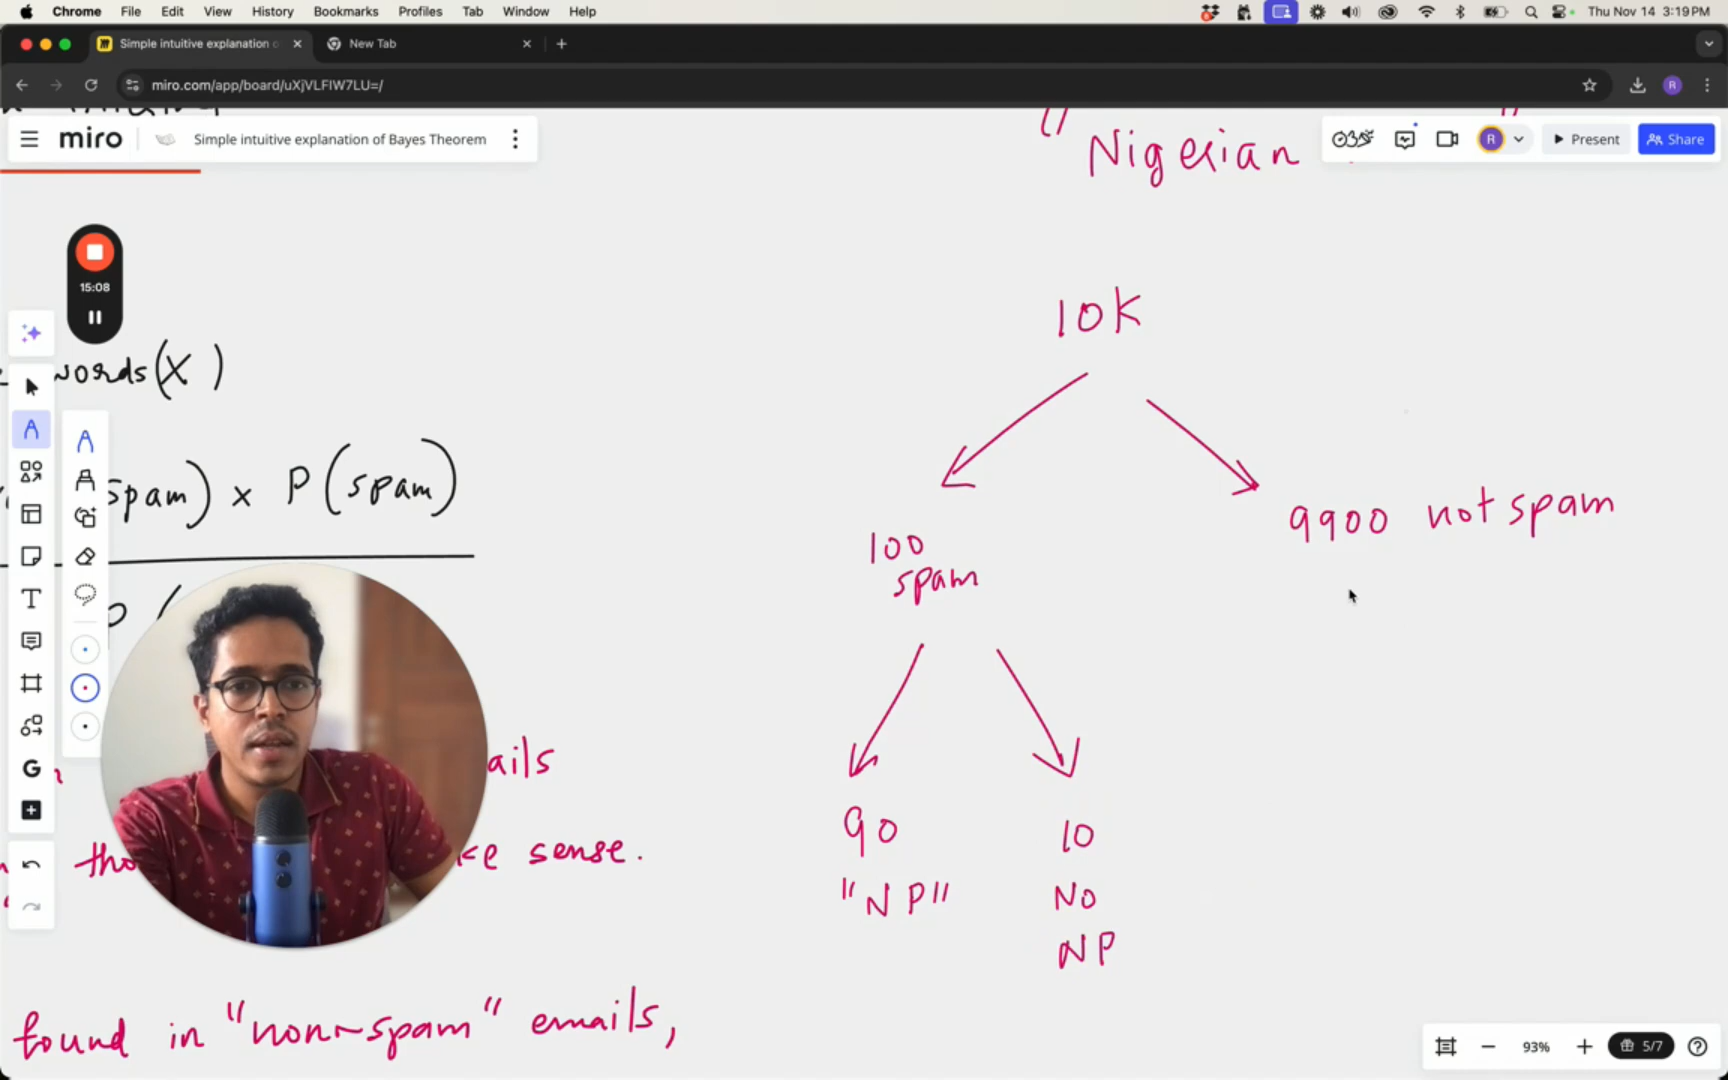 Chrome File Edit View History Bookmarks Profiles Tab Window Help Thu Nov 14 3:19 PM
Simple intuitive explanation o
New Tab
miro.com/app/board/uXjVLFIW7LU=/
R
miro Simple intuitive explanation of Bayes Theorem
R Present Share
"Nigerian
15:08
10K
words(X)
spam) x P(spam)
9900 not spam
100
spam
ails
ke sense.
90
10
"NP"
No
NP
found in "non-spam" emails,
93% 5/7